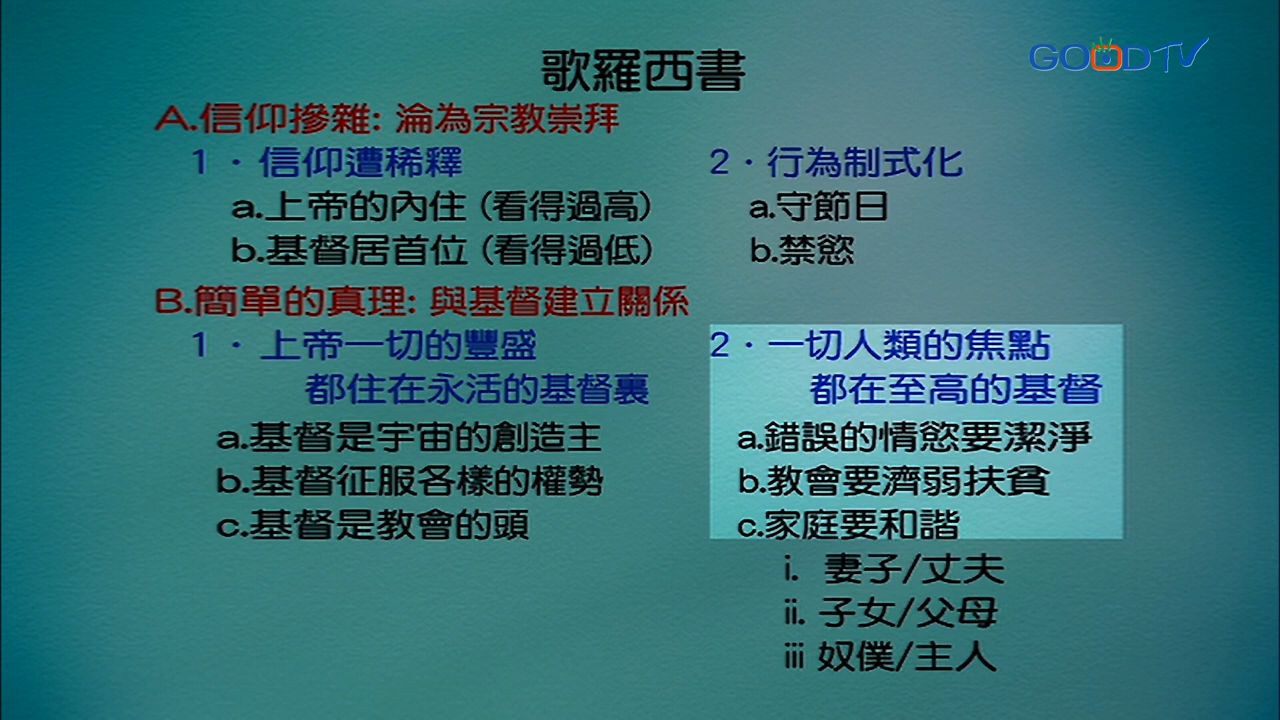 歌羅西書
GOODTV
A.信仰摻雜: 淪為宗教崇拜
1．信仰遭稀釋
a.上帝的內住 (看得過高)
b.基督居首位 (看得過低)
2．行為制式化
a.守節日
b.禁慾
B.簡單的真理: 與基督建立關係
1．上帝一切的豐盛
都住在永活的基督裏
a.基督是宇宙的創造主
b.基督征服各樣的權勢
c.基督是教會的頭
2．一切人類的焦點
都在至高的基督
a.錯誤的情慾要潔淨
b.教會要濟弱扶貧
c.家庭要和諧
i. 妻子/丈夫
ii. 子女/父母
iii 奴僕/主人